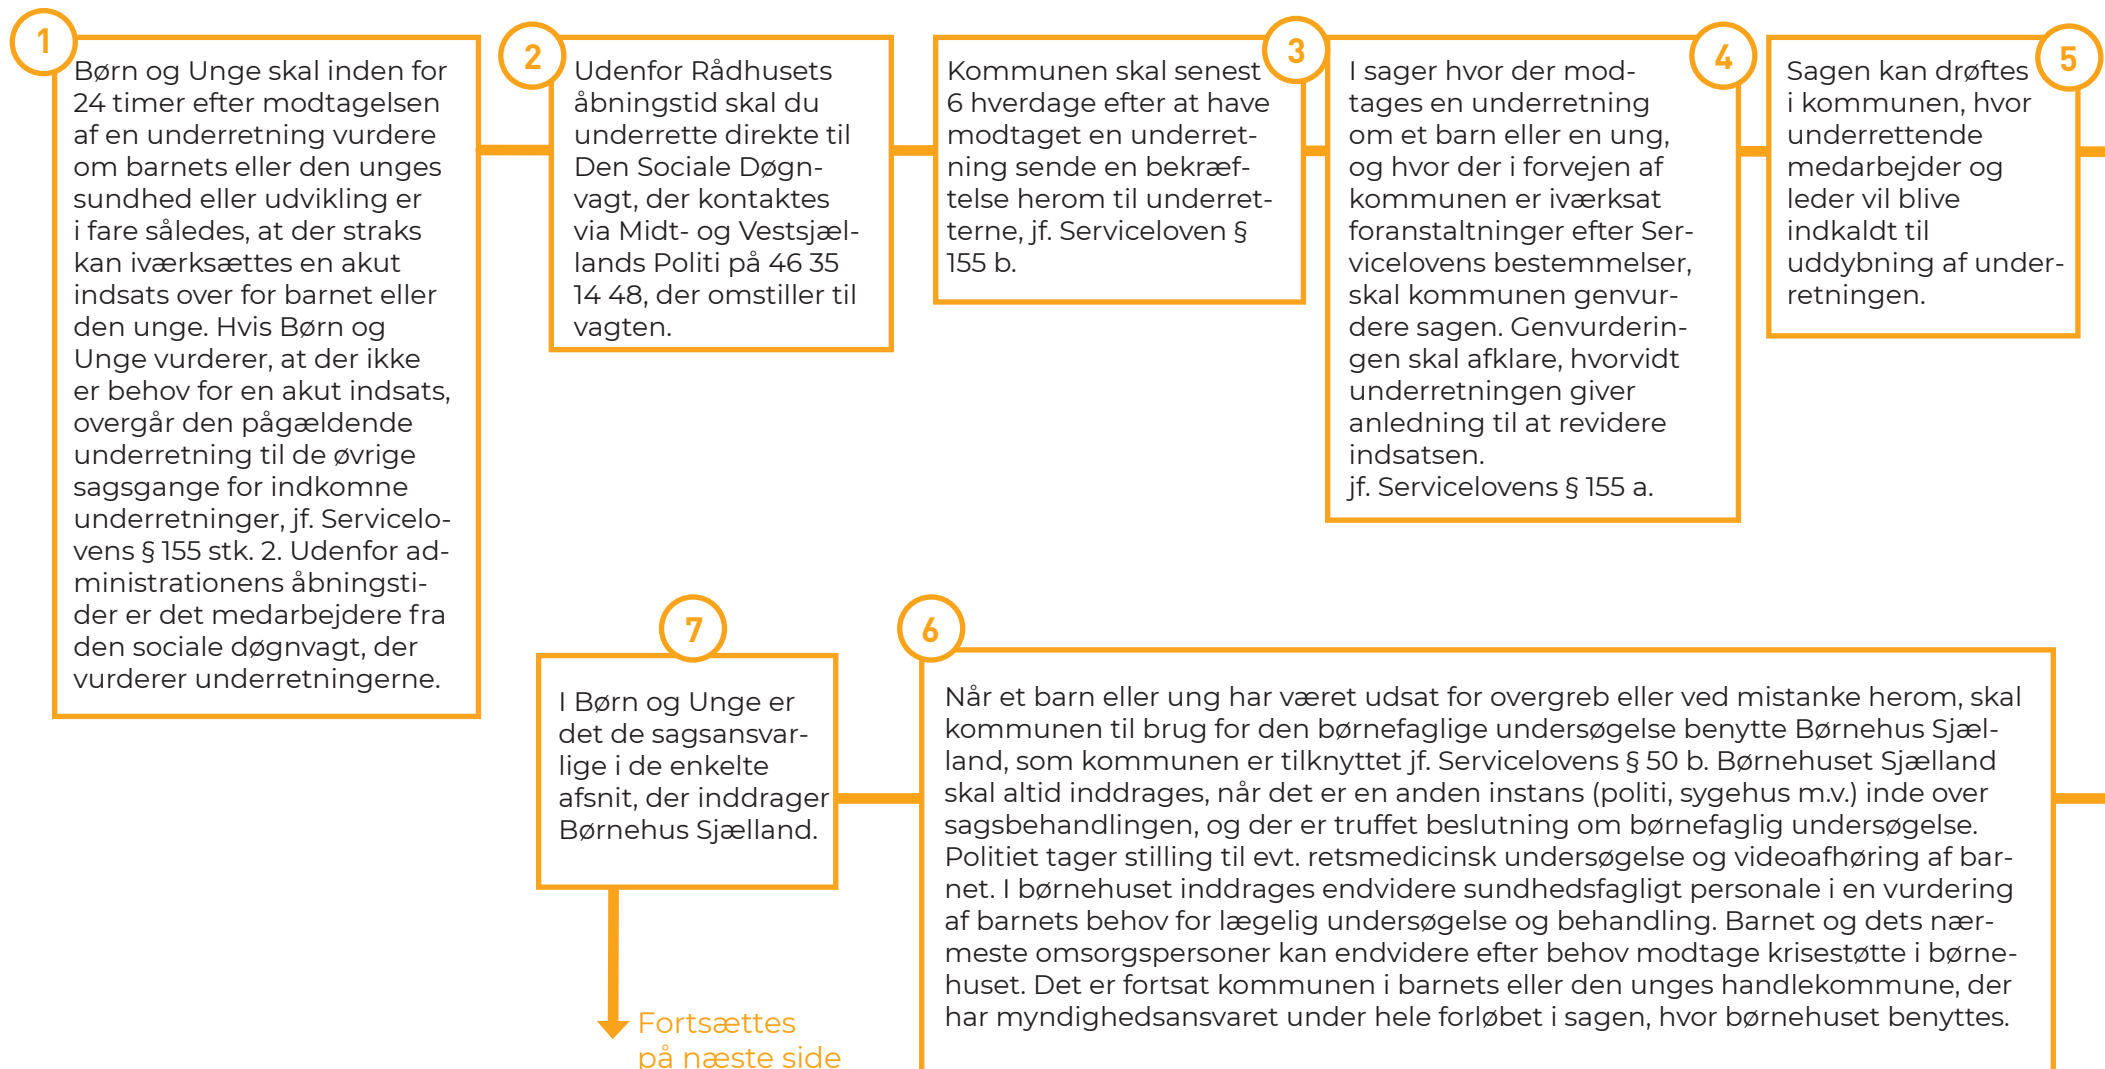 1
Børn og Unge skal inden for
24 timer efter modtagelsen
af en underretning vurdere
om barnets eller den unges
sundhed eller udvikling er
i fare således, at der straks
kan iværksættes en akut
indsats over for barnet eller
den unge. Hvis Børn og
Unge vurderer, at der ikke
er behov for en akut indsats,
overgår den pågældende
underretning til de øvrige
sagsgange for indkomne
underretninger, jf. Servicelo-
vens § 155 stk. 2. Udenfor ad-
ministrationens åbningsti-
der er det medarbejdere fra
den sociale døgnvagt, der
vurderer underretningerne.
2
Udenfor Rådhusets
åbningstid skal du
underrette direkte til
Den Sociale Døgn-
vagt, der kontaktes
via Midt- og Vestsjæl-
lands Politi på 46 35
14 48, der omstiller til
vagten.
3
Kommunen skal senest
6 hverdage efter at have
modtaget en underret-
ning sende en bekræf-
telse herom til underret-
terne, jf. Serviceloven §
155 b.
4
I sager hvor der mod-
tages en underretning
om et barn eller en ung,
og hvor der i forvejen af
kommunen er iværksat
foranstaltninger efter Ser-
vicelovens bestemmelser,
skal kommunen genvur-
dere sagen. Genvurderin-
gen skal afklare, hvorvidt
underretningen giver
anledning til at revidere
indsatsen.
jf. Servicelovens § 155 a.
5
Sagen kan drøftes
i kommunen, hvor
underrettende
medarbejder og
leder vil blive
indkaldt til
uddybning af under-
retningen.
6
Når et barn eller ung har været udsat for overgreb eller ved mistanke herom, skal
kommunen til brug for den børnefaglige undersøgelse benytte Børnehus Sjæl-
land, som kommunen er tilknyttet jf. Servicelovens § 50 b. Børnehuset Sjælland
skal altid inddrages, når det er en anden instans (politi, sygehus m.v.) inde over
sagsbehandlingen, og der er truffet beslutning om børnefaglig undersøgelse.
Politiet tager stilling til evt. retsmedicinsk undersøgelse og videoafhøring af bar-
net. I børnehuset inddrages endvidere sundhedsfagligt personale i en vurdering
af barnets behov for lægelig undersøgelse og behandling. Barnet og dets nær-
meste omsorgspersoner kan endvidere efter behov modtage krisestøtte i børne-
huset. Det er fortsat kommunen i barnets eller den unges handlekommune, der
har myndighedsansvaret under hele forløbet i sagen, hvor børnehuset benyttes.
7
I Børn og Unge er
det de sagsansvar-
lige i de enkelte
afsnit, der inddrager
Børnehus Sjælland.
Fortsættes
på næste side